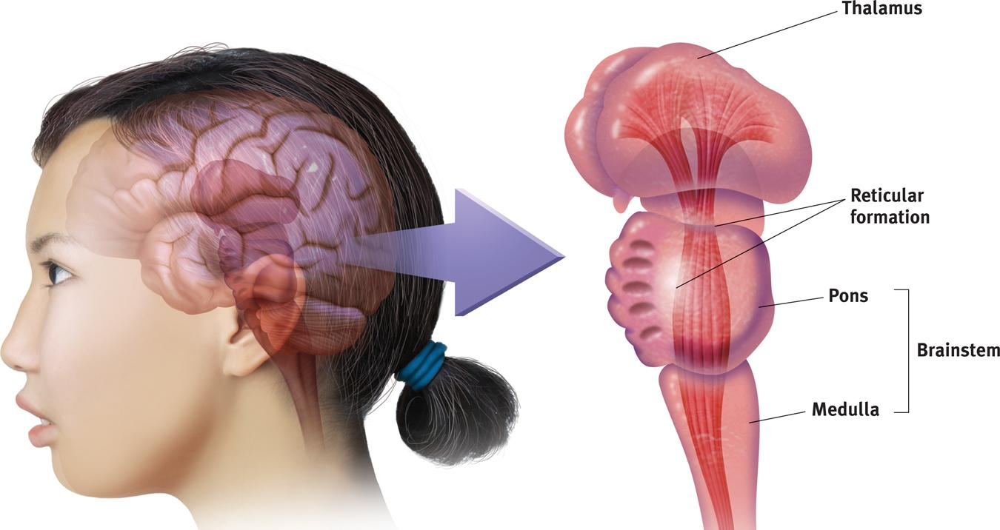 Thalamus
Reticular
formation
Pons
Brainstem
Medulla